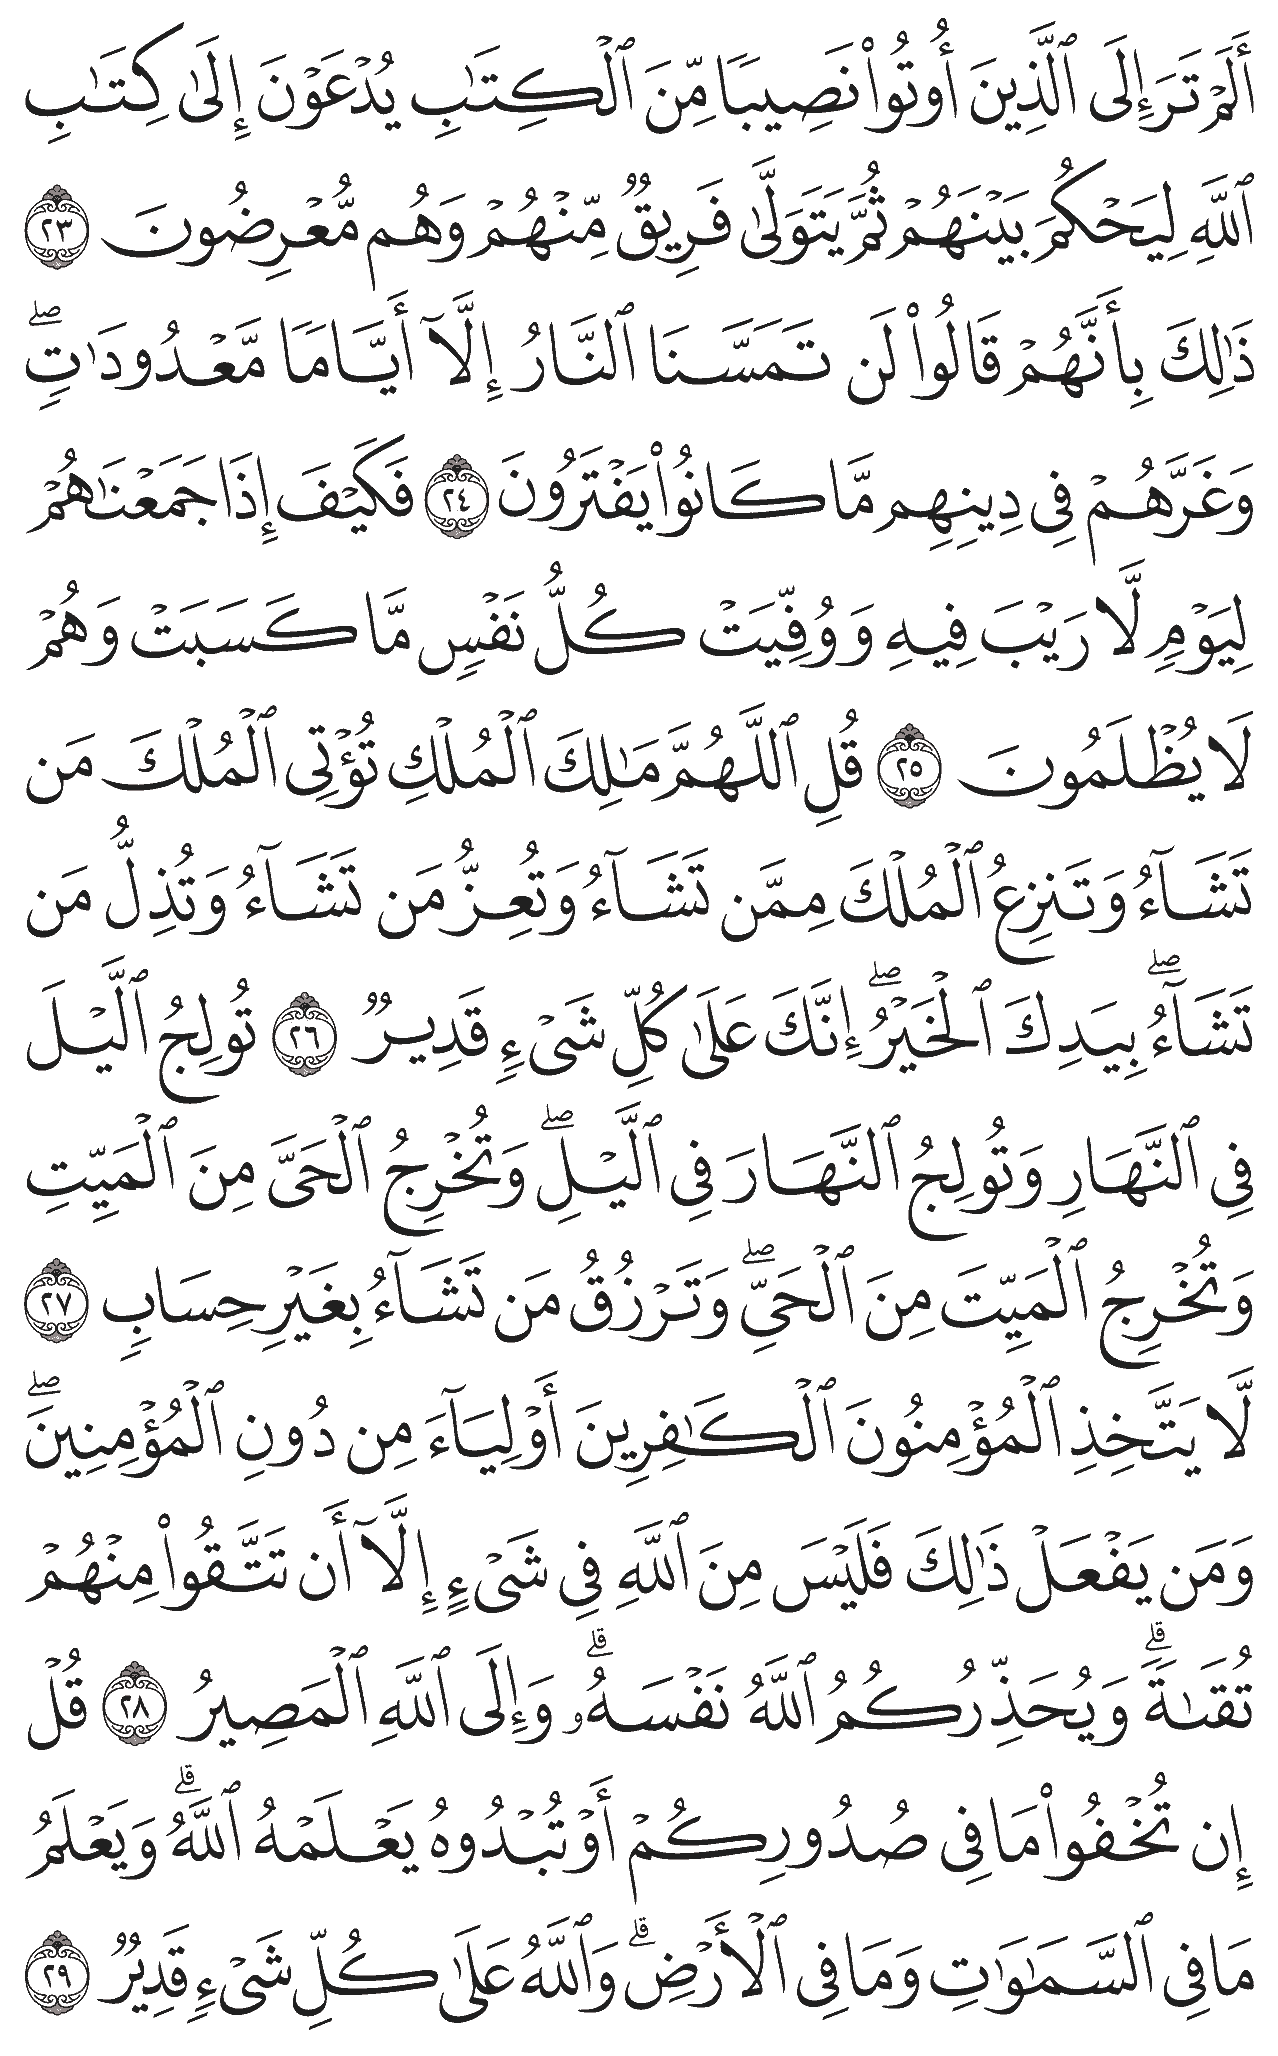 أَلَمۡ تَرَ إِلَى ٱلَّذِينَ أُوتُواْ نَصِيبٗا مِّنَ ٱلۡكِتَٰبِ يُدۡعَوۡنَ إِلَىٰ كِتَٰبِ
ٱللَّهِ لِيَحۡكُمَ بَيۡنَهُمۡ ثُمَّ يَتَوَلَّىٰ فَرِيقٞ مِّنۡهُمۡ وَهُم مُّعۡرِضُونَ ٢٣
ذَٰلِكَ بِأَنَّهُمۡ قَالُواْ لَن تَمَسَّنَا ٱلنَّارُ إِلَّآ أَيَّامٗا مَّعۡدُودَٰتٖۖ
وَغَرَّهُمۡ فِي دِينِهِم مَّا كَانُواْ يَفۡتَرُونَ ٢٤ فَكَيۡفَ إِذَا جَمَعۡنَٰهُمۡ
لِيَوۡمٖ لَّا رَيۡبَ فِيهِ وَوُفِّيَتۡ كُلُّ نَفۡسٖ مَّا كَسَبَتۡ وَهُمۡ
لَا يُظۡلَمُونَ ٢٥ قُلِ ٱللَّهُمَّ مَٰلِكَ ٱلۡمُلۡكِ تُؤۡتِي ٱلۡمُلۡكَ مَن
تَشَآءُ وَتَنزِعُ ٱلۡمُلۡكَ مِمَّن تَشَآءُ وَتُعِزُّ مَن تَشَآءُ وَتُذِلُّ مَن
تَشَآءُۖ بِيَدِكَ ٱلۡخَيۡرُۖ إِنَّكَ عَلَىٰ كُلِّ شَيۡءٖ قَدِيرٞ ٢٦ تُولِجُ ٱلَّيۡلَ
فِي ٱلنَّهَارِ وَتُولِجُ ٱلنَّهَارَ فِي ٱلَّيۡلِۖ وَتُخۡرِجُ ٱلۡحَيَّ مِنَ ٱلۡمَيِّتِ
وَتُخۡرِجُ ٱلۡمَيِّتَ مِنَ ٱلۡحَيِّۖ وَتَرۡزُقُ مَن تَشَآءُ بِغَيۡرِ حِسَابٖ ٢٧
لَّا يَتَّخِذِ ٱلۡمُؤۡمِنُونَ ٱلۡكَٰفِرِينَ أَوۡلِيَآءَ مِن دُونِ ٱلۡمُؤۡمِنِينَۖ
وَمَن يَفۡعَلۡ ذَٰلِكَ فَلَيۡسَ مِنَ ٱللَّهِ فِي شَيۡءٍ إِلَّآ أَن تَتَّقُواْ مِنۡهُمۡ
تُقَىٰةٗۗ وَيُحَذِّرُكُمُ ٱللَّهُ نَفۡسَهُۥۗ وَإِلَى ٱللَّهِ ٱلۡمَصِيرُ ٢٨ قُلۡ
إِن تُخۡفُواْ مَا فِي صُدُورِكُمۡ أَوۡ تُبۡدُوهُ يَعۡلَمۡهُ ٱللَّهُۗ وَيَعۡلَمُ
مَا فِي ٱلسَّمَٰوَٰتِ وَمَا فِي ٱلۡأَرۡضِۗ وَٱللَّهُ عَلَىٰ كُلِّ شَيۡءٖ قَدِيرٞ ٢٩